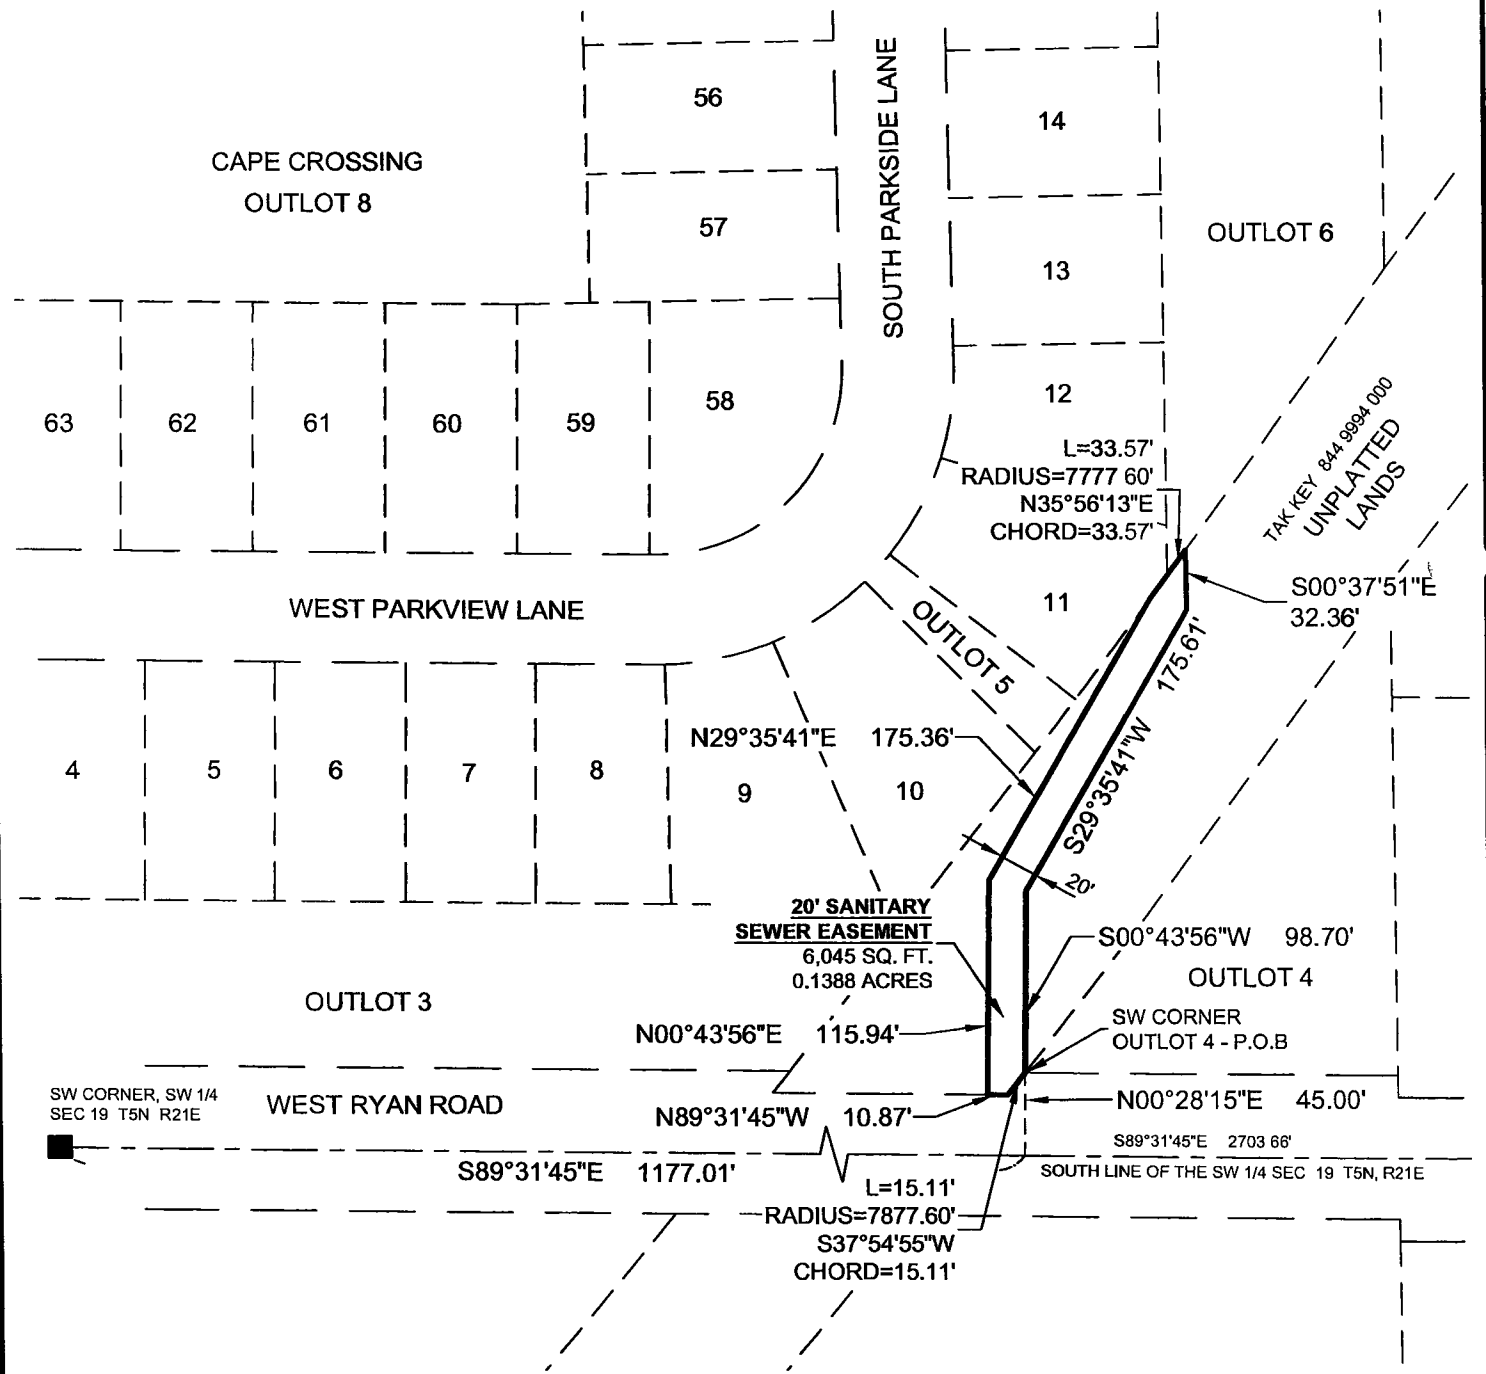 56
SOUTH PARKSIDE LANE
14
CAPE CROSSING
OUTLOT 8
57
13
OUTLOT 6
63
62
61
60
59
58
12
L=33.57'
RADIUS=7777 60'
N35°56'13"E
CHORD=33.57'
TAK KEY 844 9994 000
UNPLATTED
LANDS
S00°37'51"E
32.36'
WEST PARKVIEW LANE
11
OUTLOT 5
175.61'
S29°35'41"W
N29°35'41"E 175.36'
4
5
6
7
8
9
10
20'
20' SANITARY
SEWER EASEMENT
6,045 SQ. FT.
0.1388 ACRES
S00°43'56"W 98.70'
OUTLOT 4
OUTLOT 3
N00°43'56"E 115.94'
SW CORNER
OUTLOT 4 - P.O.B
SW CORNER, SW 1/4
SEC 19 T5N R21E
WEST RYAN ROAD
N89°31'45"W 10.87'
N00°28'15"E 45.00'
S89°31'45"E 2703 66'
S89°31'45"E 1177.01'
SOUTH LINE OF THE SW 1/4 SEC 19 T5N, R21E
L=15.11'
RADIUS=7877.60'
S37°54'55"W
CHORD=15.11'